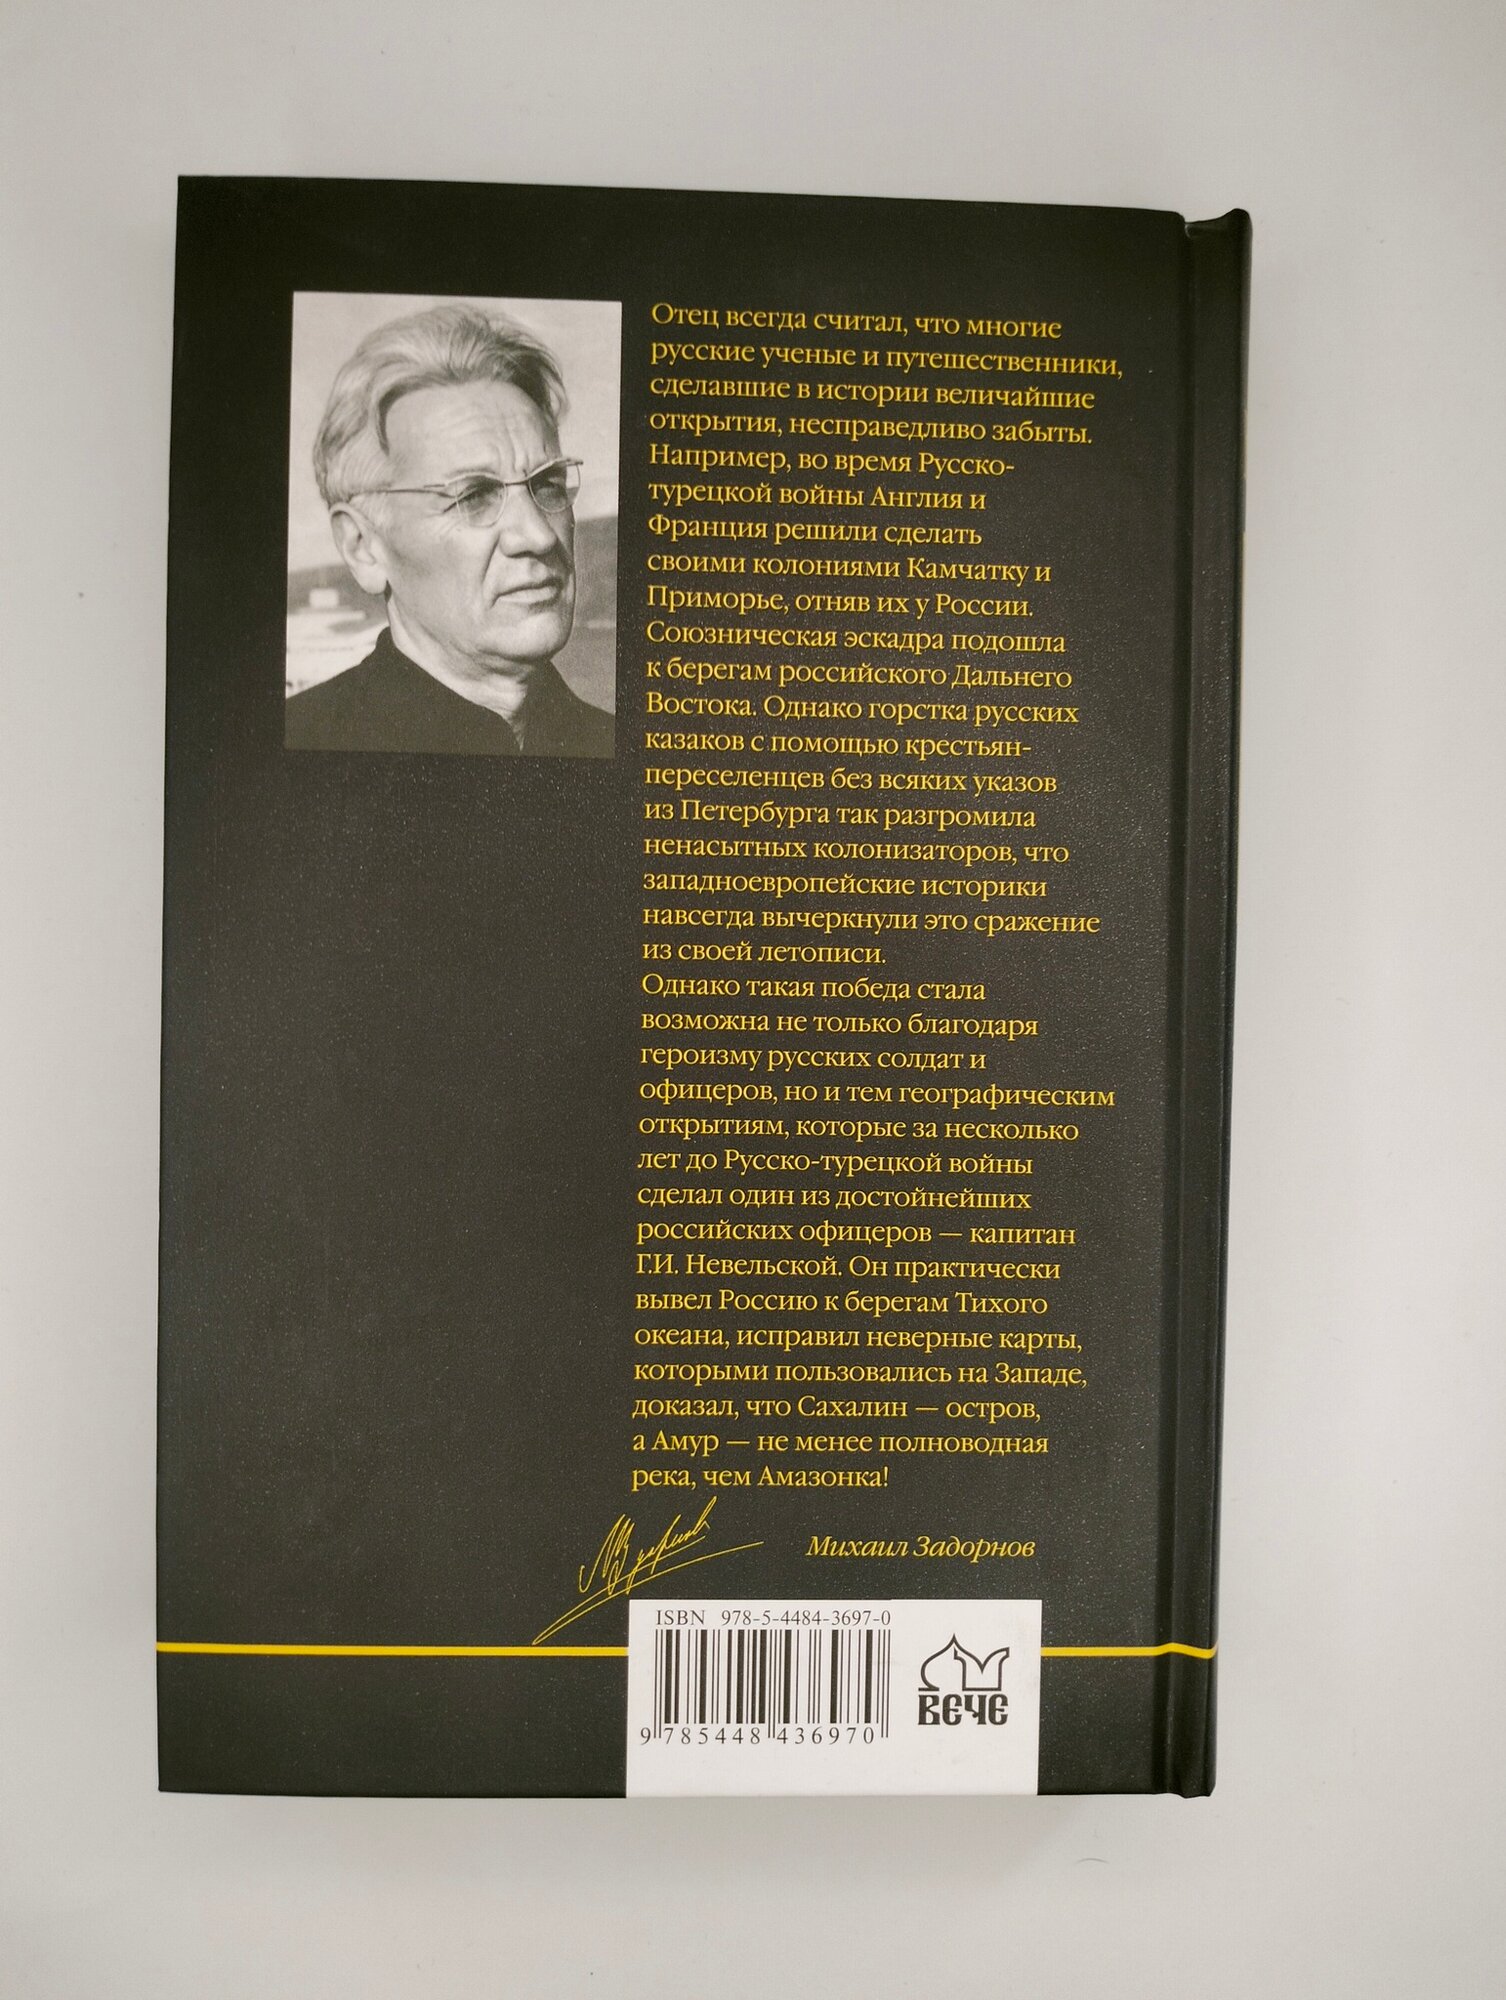 Отец всегда считал, что многие
русские ученые и путешественники,
сделавшие в истории величайшие
открытия, несправедливо забыты.
Например, во время Русско-
турецкой войны Англия и
Франция решили сделать
своими колониями Камчатку и
Приморье, отняв их у России.
Союзническая эскадра подошла
к берегам российского Дальнего
Востока. Однако горстка русских
казаков с помощью крестьян-
переселенцев без всяких указов
из Петербурга так разгромила
ненасытных колонизаторов, что
западноевропейские историки
навсегда вычеркнули это сражение
из своей летописи.
Однако такая победа стала
возможна не только благодаря
героизму русских солдат и
офицеров, но и тем географическим
открытиям, которые за несколько
лет до Русско-турецкой войны
сделал один из достойнейших
российских офицеров — капитан
Г.И. Невельской. Он практически
вывел Россию к берегам Тихого
океана, исправил неверные карты,
которыми пользовались на Западе,
доказал, что Сахалин — остров,
а Амур — не менее полноводная
река, чем Амазонка!
Михаил Задорнов
ISBN 978-5-4484-3697-0
9 785448 436970
ВЕЧЕ